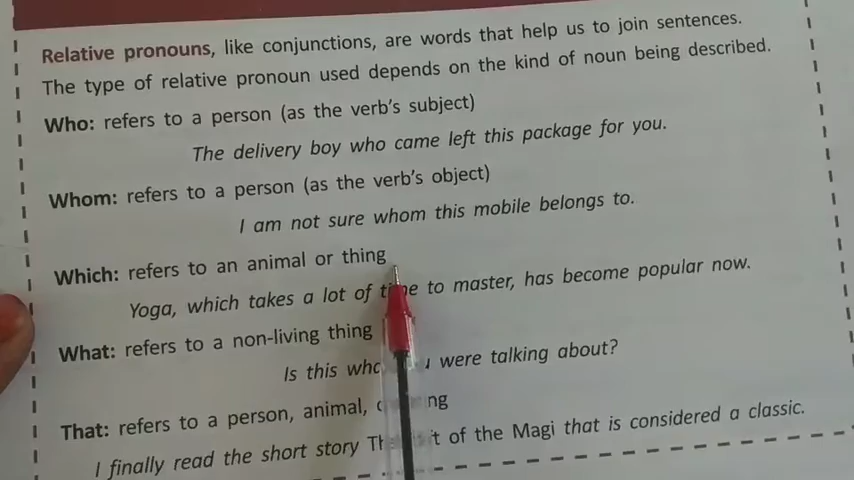 Relative pronouns, like conjunctions, are words that help us to join sentences.
The type of relative pronoun used depends on the kind of noun being described.
Who: refers to a person (as the verb's subject)
The delivery boy who came left this package for you.
Whom: refers to a person (as the verb's object)
I am not sure whom this mobile belongs to.
Which: refers to an animal or thing
Yoga, which takes a lot of time to master, has become popular now.
What: refers to a non-living thing
Is this were talking about?
That: refers to a person, animal,
I finally read the short story of the Magi that is considered a classic.